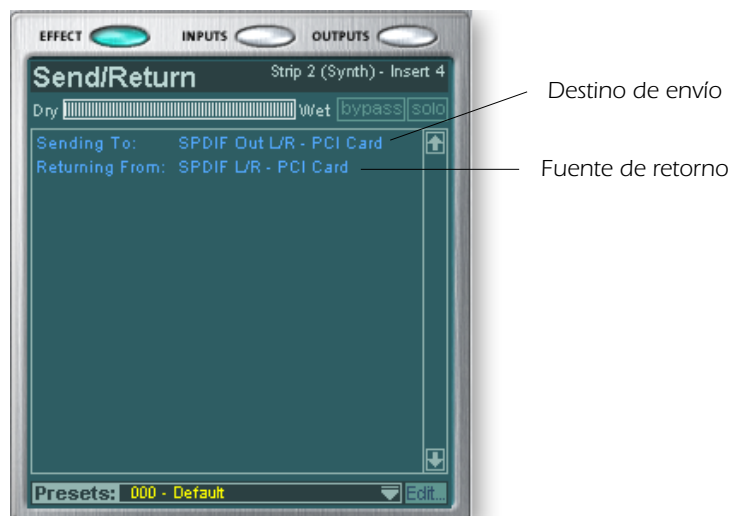 EFFECT INPUTS OUTPUTS
Send/Return Strip 2 (Synth) - Insert 4
Dry Wet bypass solo
Sending To: SPDIF Out L/R - PCI Card
Destino de envío
Returning From: SPDIF L/R - PCI Card
Fuente de retorno
Presets: 000 - Default Edit...